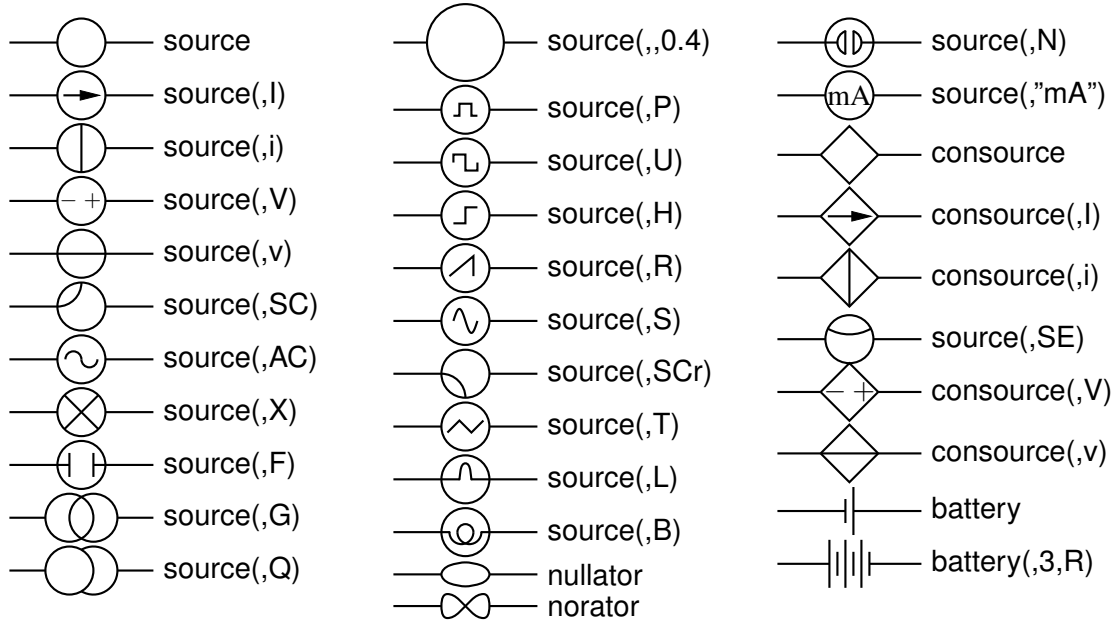 source
source(,I)
source(,i)
− +
source(,V)
source(,v)
source(,SC)
source(,AC)
source(,X)
source(,F)
source(,G)
source(,Q)
source(,,0.4)
source(,P)
source(,U)
source(,H)
source(,R)
source(,S)
source(,SCr)
source(,T)
source(,L)
source(,B)
nullator
norator
source(,N)
mA
source(,”mA”)
consource
consource(,I)
consource(,i)
source(,SE)
− +
consource(,V)
consource(,v)
battery
battery(,3,R)